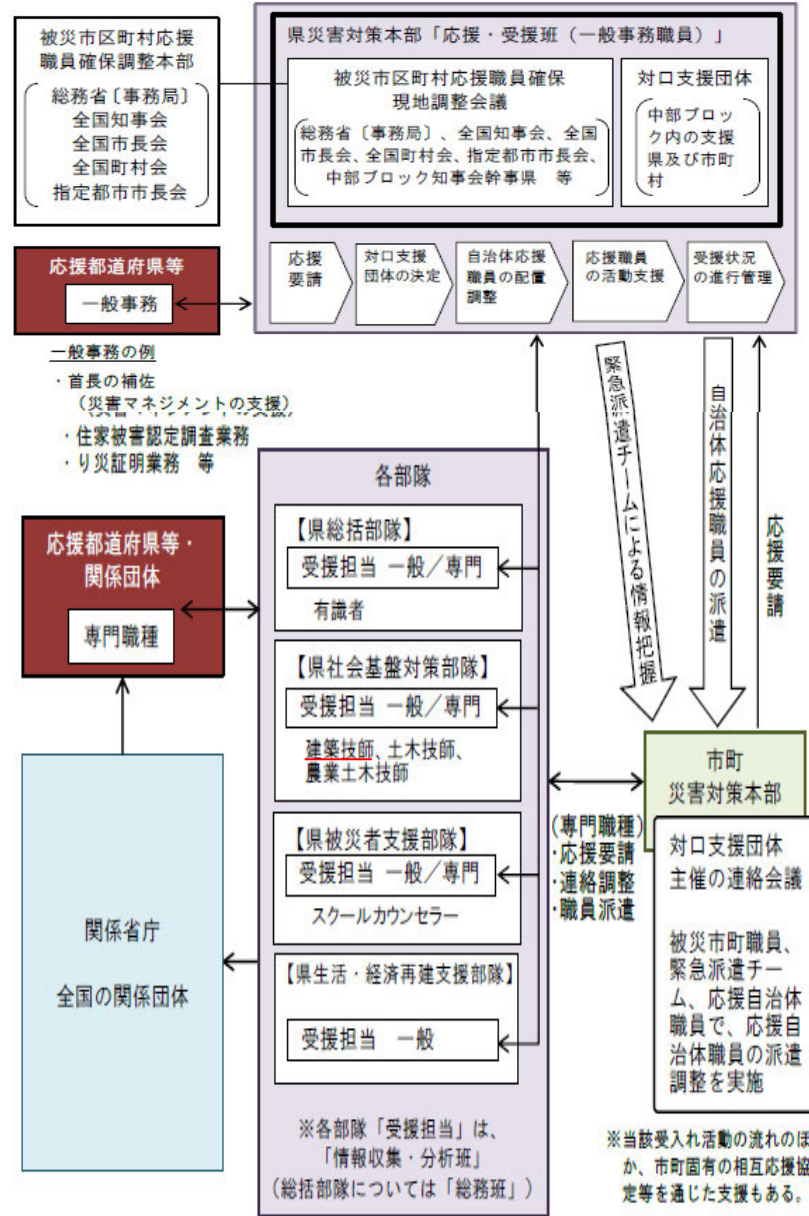 被災市区町村応援
職員確保調整本部
総務省〔事務局〕
全国知事会
全国市長会
全国町村会
指定都市市長会
県災害対策本部「応援・受援班（一般事務職員）」
被災市区町村応援職員確保
現地調整会議
総務省〔事務局〕、全国知事会、全国
市長会、全国町村会、指定都市市長会、
中部ブロック知事会幹事県　等
対口支援団体
中部ブロッ
ク内の支援
県及び市町
村
応援
要請
対口支援
団体の決定
自治体応援
職員の配置
調整
応援職員
の活動支援
受援状況
の進行管理
応援都道府県等
一般事務
一般事務の例
・首長の補佐
（災害マネジメントの支援）
・住家被害認定調査業務
・り災証明業務　等
緊急派遣チームによる情報把握
自治体応援職員の派遣
応援要請
応援都道府県等・
関係団体
専門職種
関係省庁
全国の関係団体
各部隊
【県総括部隊】
受援担当 一般／専門
有識者
【県社会基盤対策部隊】
受援担当 一般／専門
建築技師、土木技師、
農業土木技師
【県被災者支援部隊】
受援担当 一般／専門
スクールカウンセラー
【県生活・経済再建支援部隊】
受援担当　一般
※各部隊「受援担当」は、
「情報収集・分析班」
（総括部隊については「総務班」）
（専門職種）
・応援要請
・連絡調整
・職員派遣
市町
災害対策本部
対口支援団体
主催の連絡会議
被災市町職員、
緊急派遣チー
ム、応援自治体
職員で、応援自
治体職員の派遣
調整を実施
※当該受入れ活動の流れのほ
か、市町固有の相互応援協
定等を通じた支援もある。